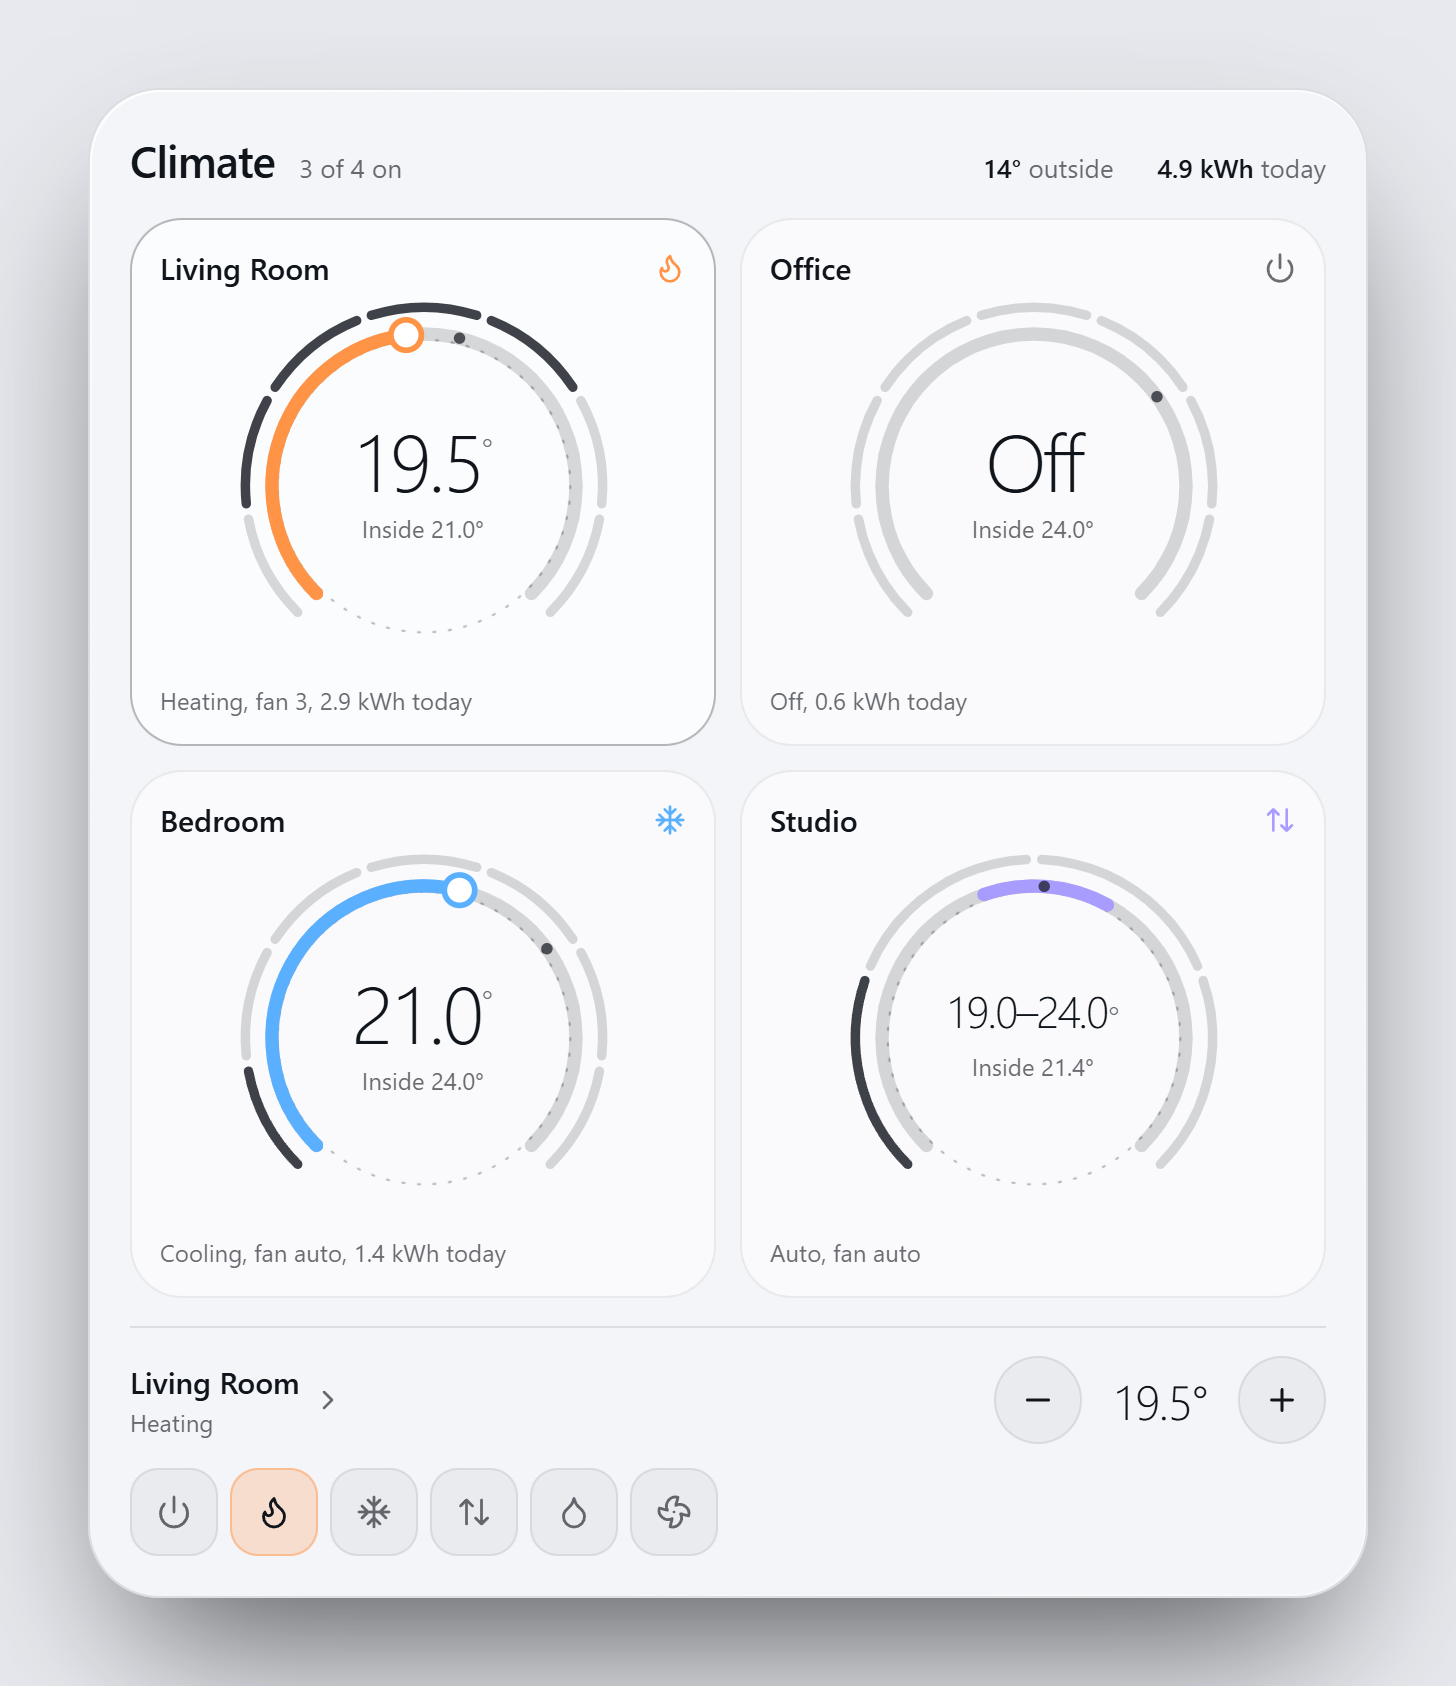 Climate 3 of 4 on
14° outside 4.9 kWh today
Living Room
19.5°
Inside 21.0°
Heating, fan 3, 2.9 kWh today
Office
Off
Inside 24.0°
Off, 0.6 kWh today
Bedroom
21.0°
Inside 24.0°
Cooling, fan auto, 1.4 kWh today
Studio
19.0–24.0°
Inside 21.4°
Auto, fan auto
Living Room
Heating
19.5°